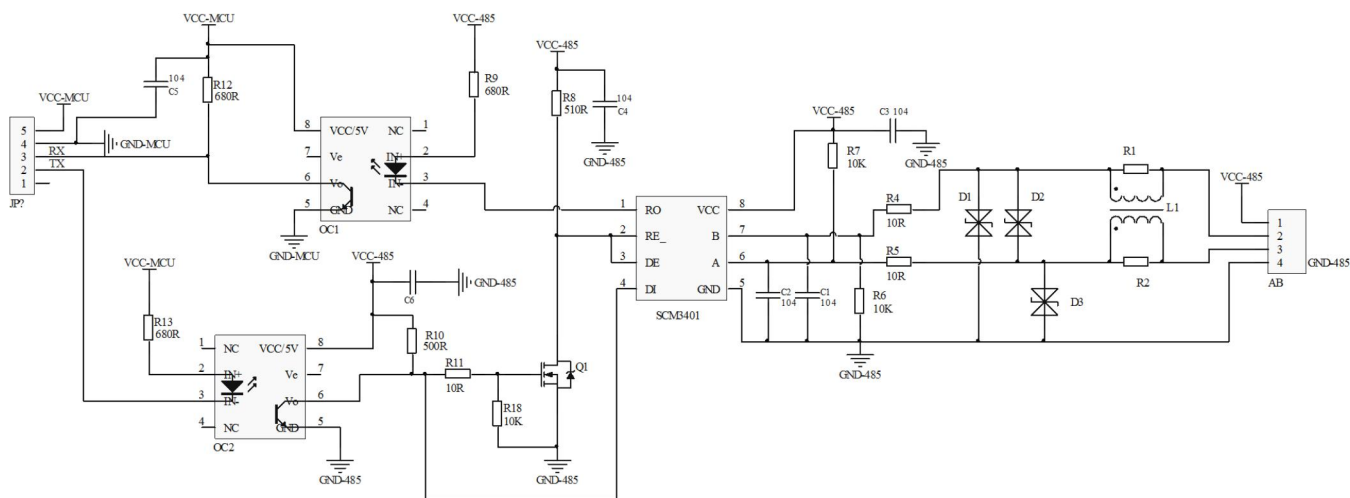 VCC-MCU
VCC-485
VCC-485
104
C5
R12
680R
R9
680R
R8
510R
104
C4
VCC-MCU
VCC-485
C3 104
5
4
3
2
1
GND-MCU
RX
TX
JP?
8
7
6
5
VCC/5V
Ve
Vo
GND
NC
IN+
IN-
NC
1
2
3
4
OC1
GND-MCU
GND-485
R7
10K
GND-485
1
2
3
4
RO
RE_
DE
DI
VCC
B
A
GND
8
7
6
5
SCM3401
R4
10R
R5
10R
D1
D2
R1
L1
R2
VCC-485
1
2
3
4
AB
GND-485
C2
104
C1
104
R6
10K
D3
GND-485
VCC-MCU
VCC-485
C6
GND-485
R13
680R
R10
500R
1
2
3
4
NC
IN+
IN-
NC
VCC/5V
Ve
Vo
GND
8
7
6
5
OC2
GND-485
R11
10R
R18
10K
Q1
GND-485